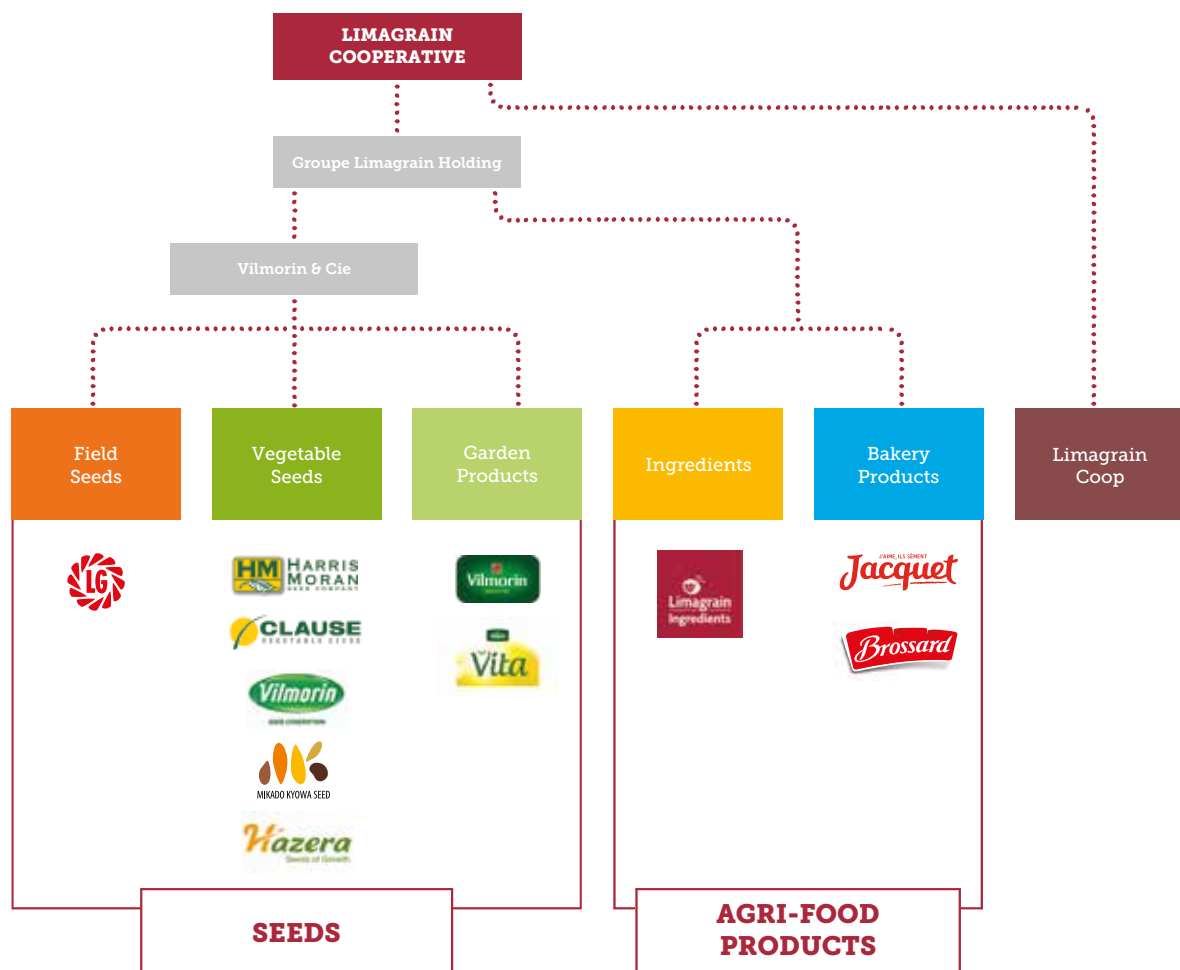 LIMAGRAIN
COOPERATIVE
Groupe Limagrain Holding
Vilmorin & Cie
Field
Seeds
Vegetable
Seeds
Garden
Products
Ingredients
Bakery
Products
Limagrain
Coop
LG
HM HARRIS
MORAN
SEED COMPANY
CLAUSE
VEGETABLE SEEDS
Vilmorin
SEED GENERATION
MIKADO KYOWA SEED
Hazera
Seeds of Growth
Vilmorin
Vita
Limagrain
Ingredients
J'AIME, ILS SÈMENT
Jacquet
Brossard
SEEDS
AGRI-FOOD
PRODUCTS